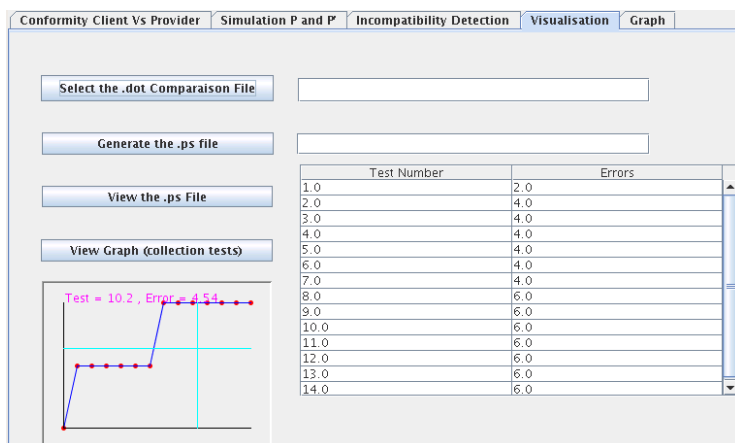 Conformity Client Vs Provider Simulation P and P' Incompatibility Detection Visualisation Graph
Select the .dot Comparaison File
Generate the .ps file
View the .ps File
View Graph (collection tests)
Test = 10.2 , Error = 4.54
Test Number Errors
1.0 2.0
2.0 4.0
3.0 4.0
4.0 4.0
5.0 4.0
6.0 4.0
7.0 4.0
8.0 6.0
9.0 6.0
10.0 6.0
11.0 6.0
12.0 6.0
13.0 6.0
14.0 6.0